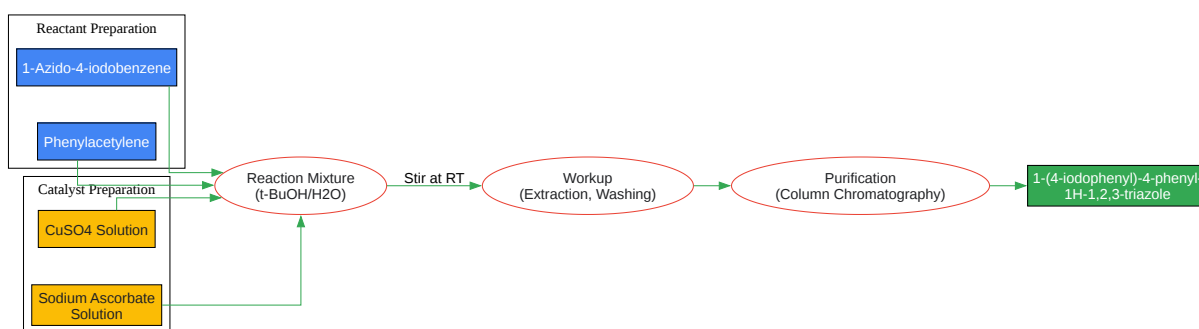 Reactant Preparation
1-Azido-4-iodobenzene
Phenylacetylene
Catalyst Preparation
CuSO4 Solution
Sodium Ascorbate
Solution
Reaction Mixture
(t-BuOH/H2O)
Stir at RT
Workup
(Extraction, Washing)
Purification
(Column Chromatography)
1-(4-iodophenyl)-4-phenyl-
1H-1,2,3-triazole